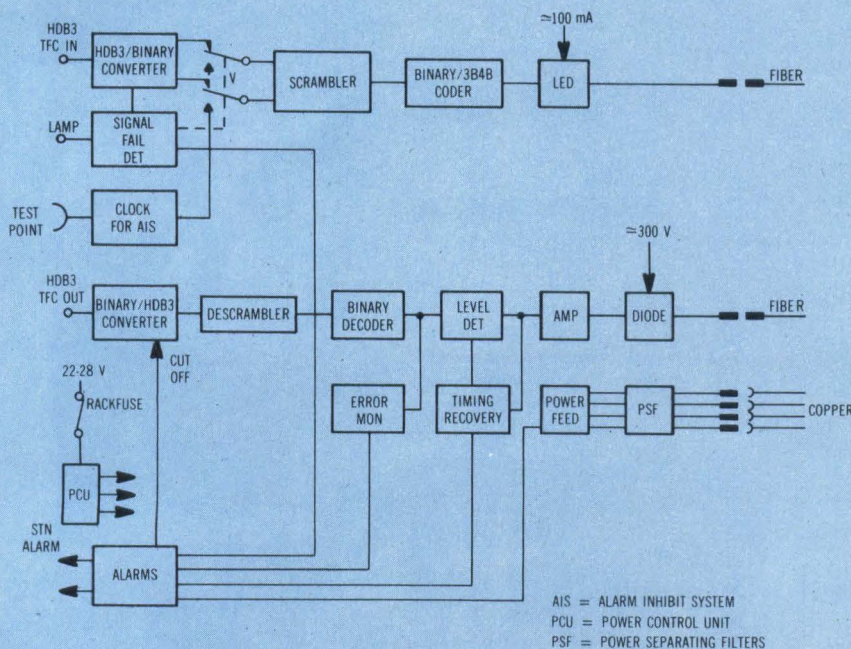 HDB3
TFC IN
HDB3/BINARY
CONVERTER
V
SCRAMBLER
BINARY/3B4B
CODER
≃100 mA
LED
FIBER
LAMP
SIGNAL
FAIL
DET
TEST
POINT
CLOCK
FOR AIS
HDB3
TFC OUT
BINARY/HDB3
CONVERTER
DESCRAMBLER
BINARY
DECODER
LEVEL
DET
AMP
≃300 V
DIODE
FIBER
CUT
OFF
22-28 V
RACKFUSE
ERROR
MON
TIMING
RECOVERY
POWER
FEED
PSF
COPPER
PCU
STN
ALARM
ALARMS
AIS = ALARM INHIBIT SYSTEM
PCU = POWER CONTROL UNIT
PSF = POWER SEPARATING FILTERS